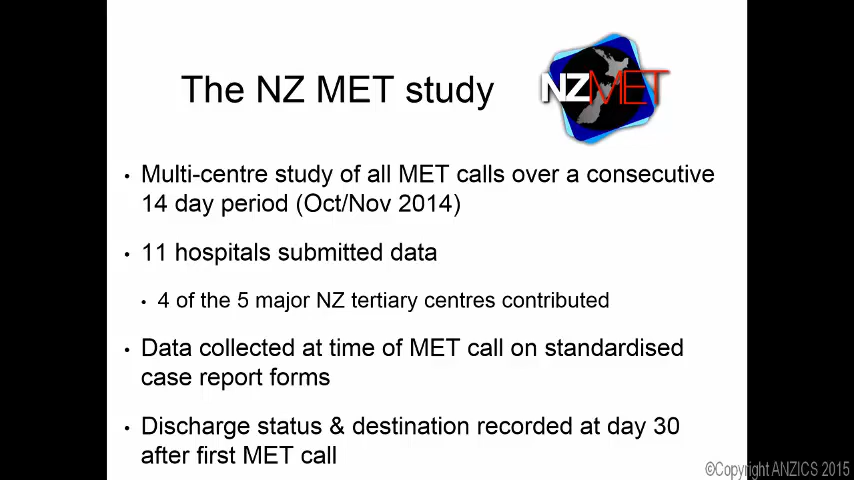 The NZ MET study
NZMET
• Multi-centre study of all MET calls over a consecutive
14 day period (Oct/Nov 2014)
• 11 hospitals submitted data
• 4 of the 5 major NZ tertiary centres contributed
• Data collected at time of MET call on standardised
case report forms
• Discharge status & destination recorded at day 30
after first MET call
©Copyright ANZICS 2015